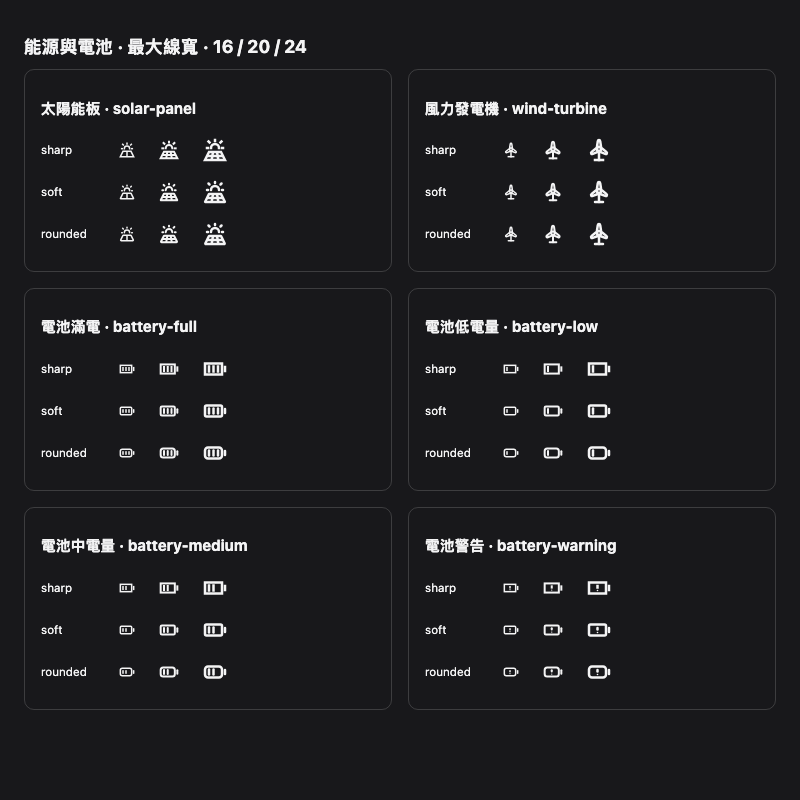 能源與電池 · 最大線寬 · 16 / 20 / 24
太陽能板 · solar-panel
sharp
soft
rounded
風力發電機 · wind-turbine
sharp
soft
rounded
電池滿電 · battery-full
sharp
soft
rounded
電池低電量 · battery-low
sharp
soft
rounded
電池中電量 · battery-medium
sharp
soft
rounded
電池警告 · battery-warning
sharp
soft
rounded